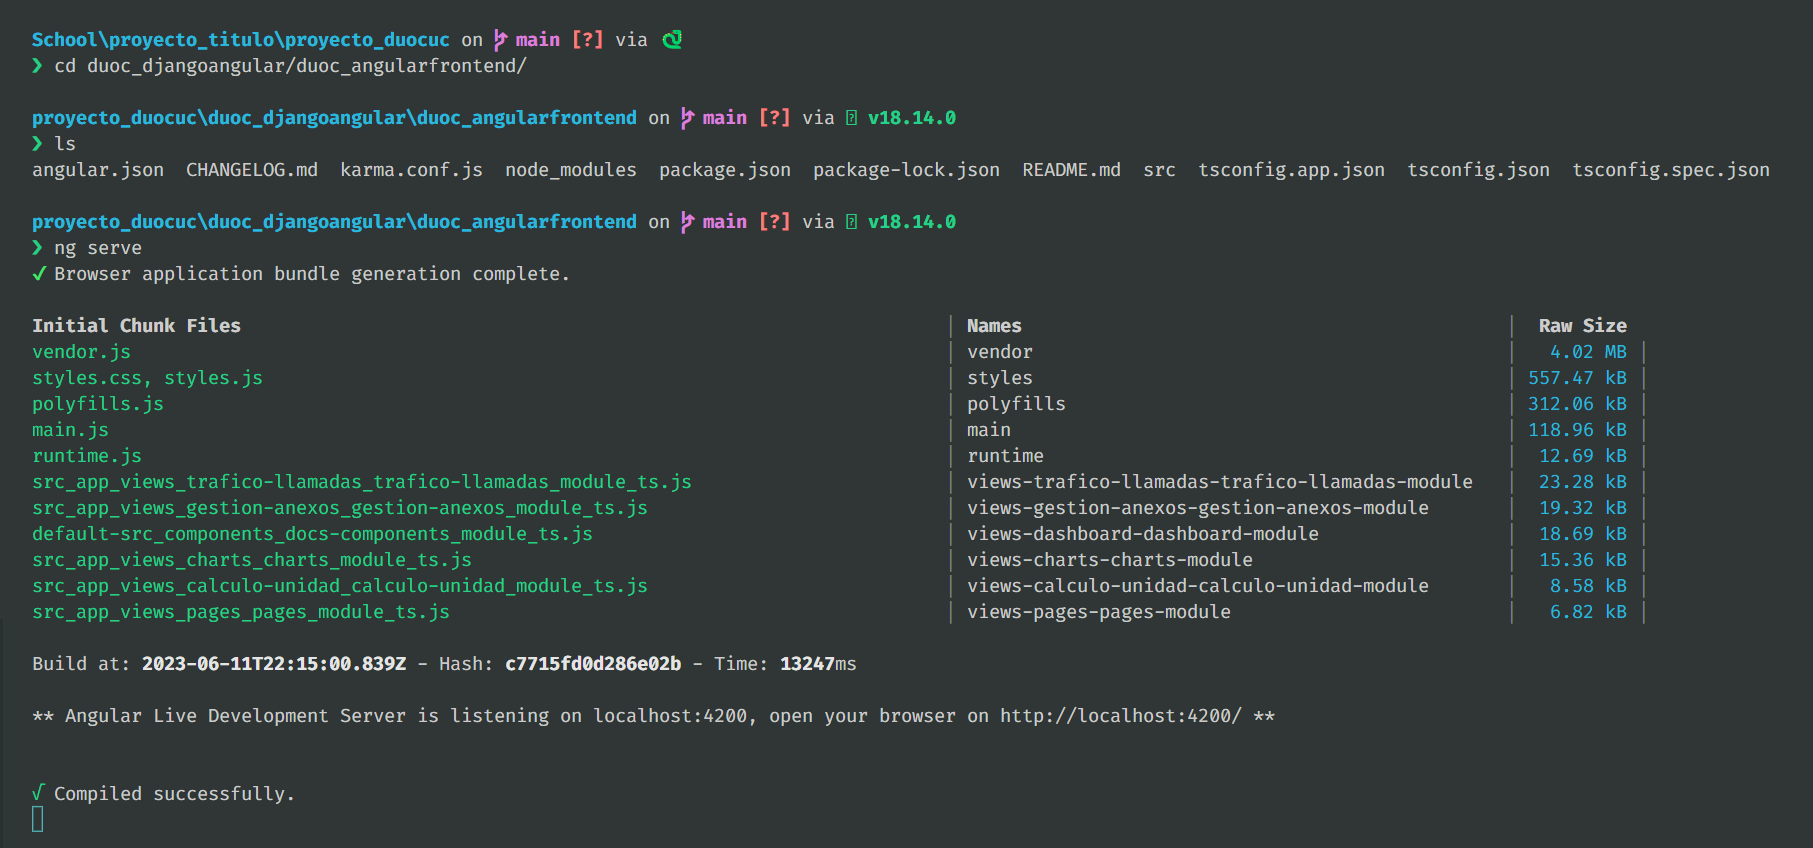 School\proyecto_titulo\proyecto_duocuc on main [?] via
❯ cd duoc_djangoangular/duoc_angularfrontend/
proyecto_duocuc\duoc_djangoangular\duoc_angularfrontend on main [?] via v18.14.0
❯ ls
angular.json CHANGELOG.md karma.conf.js node_modules package.json package-lock.json README.md src tsconfig.app.json tsconfig.json tsconfig.spec.json
proyecto_duocuc\duoc_djangoangular\duoc_angularfrontend on main [?] via v18.14.0
❯ ng serve
✓ Browser application bundle generation complete.
Initial Chunk Files | Names | Raw Size
vendor.js | vendor | 4.02 MB |
styles.css, styles.js | styles | 557.47 kB |
polyfills.js | polyfills | 312.06 kB |
main.js | main | 118.96 kB |
runtime.js | runtime | 12.69 kB |
src_app_views_trafico-llamadas_trafico-llamadas_module_ts.js | views-trafico-llamadas-trafico-llamadas-module | 23.28 kB |
src_app_views_gestion-anexos_gestion-anexos_module_ts.js | views-gestion-anexos-gestion-anexos-module | 19.32 kB |
default-src_components_docs-components_module_ts.js | views-dashboard-dashboard-module | 18.69 kB |
src_app_views_charts_charts_module_ts.js | views-charts-charts-module | 15.36 kB |
src_app_views_calculo-unidad_calculo-unidad_module_ts.js | views-calculo-unidad-calculo-unidad-module | 8.58 kB |
src_app_views_pages_pages_module_ts.js | views-pages-pages-module | 6.82 kB |
Build at: 2023-06-11T22:15:00.839Z - Hash: c7715fd0d286e02b - Time: 13247ms
** Angular Live Development Server is listening on localhost:4200, open your browser on http://localhost:4200/ **
√ Compiled successfully.